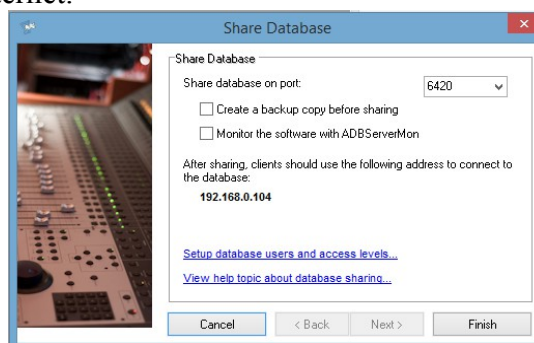 ernet.
Share Database
Share Database
Share database on port:
6420
Create a backup copy before sharing
Monitor the software with ADBServerMon
After sharing, clients should use the following address to connect to
the database:
192.168.0.104
Setup database users and access levels...
View help topic about database sharing...
Cancel
< Back
Next >
Finish